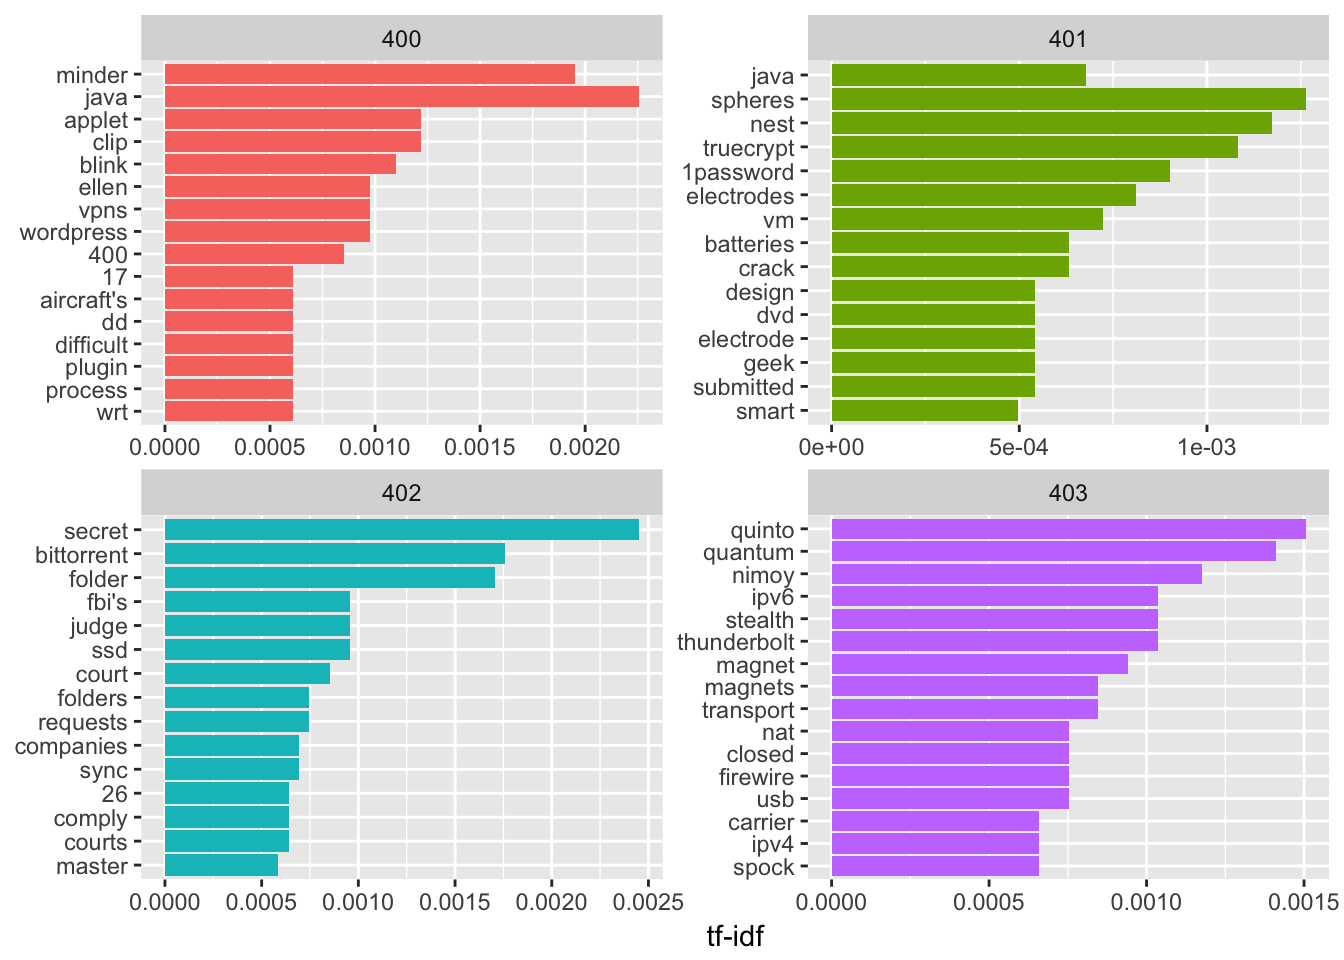 400
minder
java
applet
clip
blink
ellen
vpns
wordpress
400
17
aircraft's
dd
difficult
plugin
process
wrt
0.0000 0.0005 0.0010 0.0015 0.0020
401
java
spheres
nest
truecrypt
1password
electrodes
vm
batteries
crack
design
dvd
electrode
geek
submitted
smart
0e+00 5e-04 1e-03
402
secret
bittorrent
folder
fbi's
judge
ssd
court
folders
requests
companies
sync
26
comply
courts
master
0.0000 0.0005 0.0010 0.0015 0.0020 0.0025
403
quinto
quantum
nimoy
ipv6
stealth
thunderbolt
magnet
magnets
transport
nat
closed
firewire
usb
carrier
ipv4
spock
0.0000 0.0005 0.0010 0.0015
tf-idf